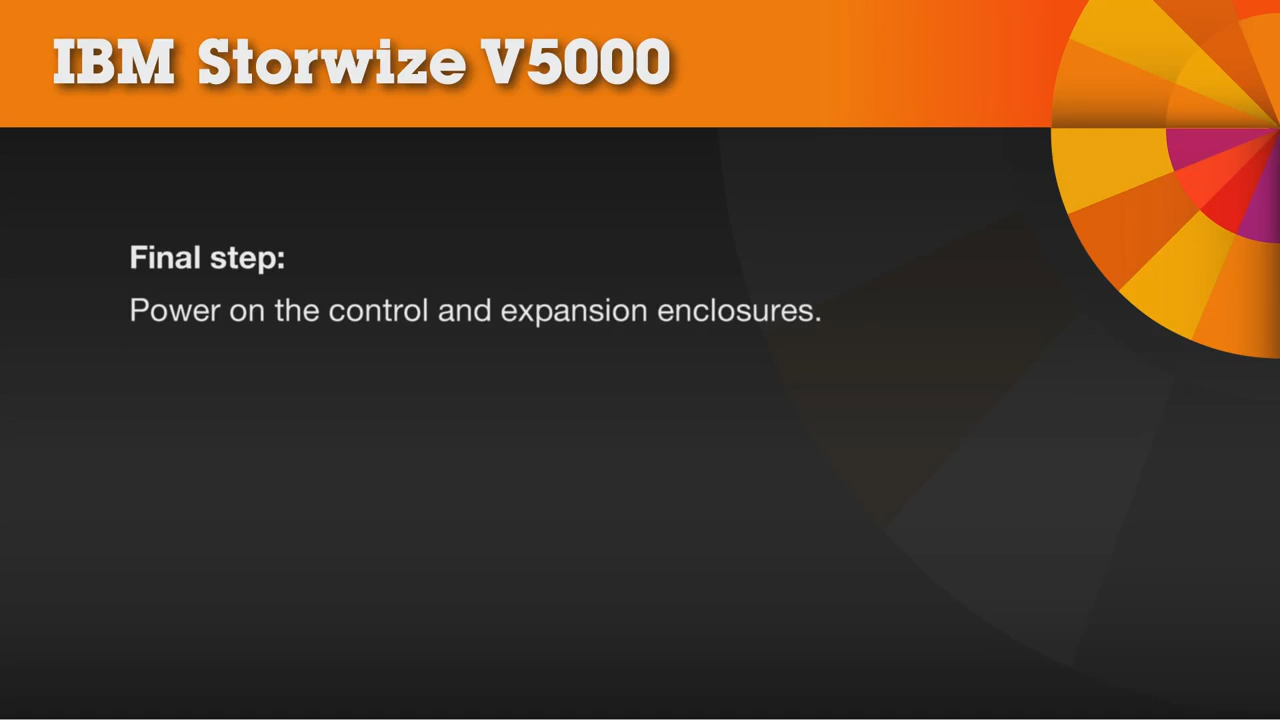 IBM Storwize V5000
Final step:
Power on the control and expansion enclosures.